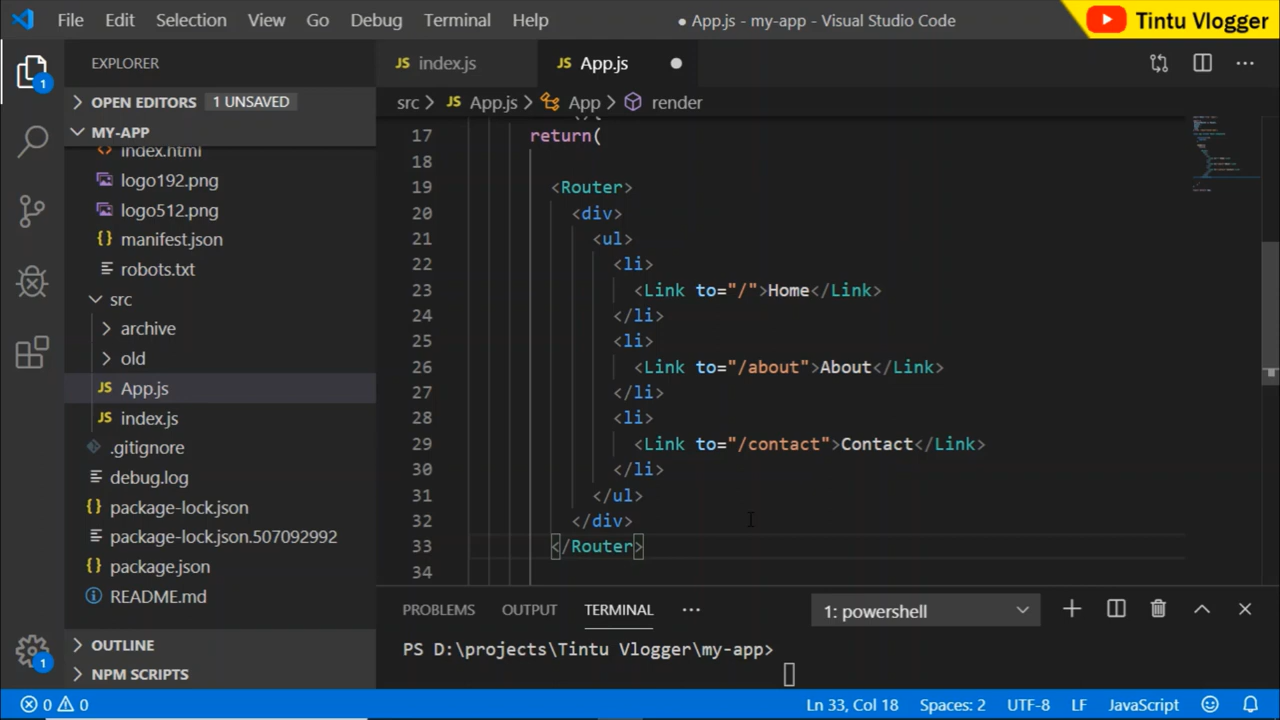 File Edit Selection View Go Debug Terminal Help
● App.js - my-app - Visual Studio Code
Tintu Vlogger
EXPLORER
OPEN EDITORS 1 UNSAVED
MY-APP
index.html
logo192.png
logo512.png
manifest.json
robots.txt
src
archive
old
App.js
index.js
.gitignore
debug.log
package-lock.json
package-lock.json.507092992
package.json
README.md
OUTLINE
NPM SCRIPTS
1
1
JS index.js
JS App.js
src > JS App.js > App > render
17 return(
18
19 <Router>
20 <div>
21 <ul>
22 <li>
23 <Link to="/">Home</Link>
24 </li>
25 <li>
26 <Link to="/about">About</Link>
27 </li>
28 <li>
29 <Link to="/contact">Contact</Link>
30 </li>
31 </ul>
32 </div>
33 </Router>
34
PROBLEMS OUTPUT TERMINAL ••• 1: powershell
PS D:\projects\Tintu Vlogger\my-app>
0 0 Ln 33, Col 18 Spaces: 2 UTF-8 LF JavaScript